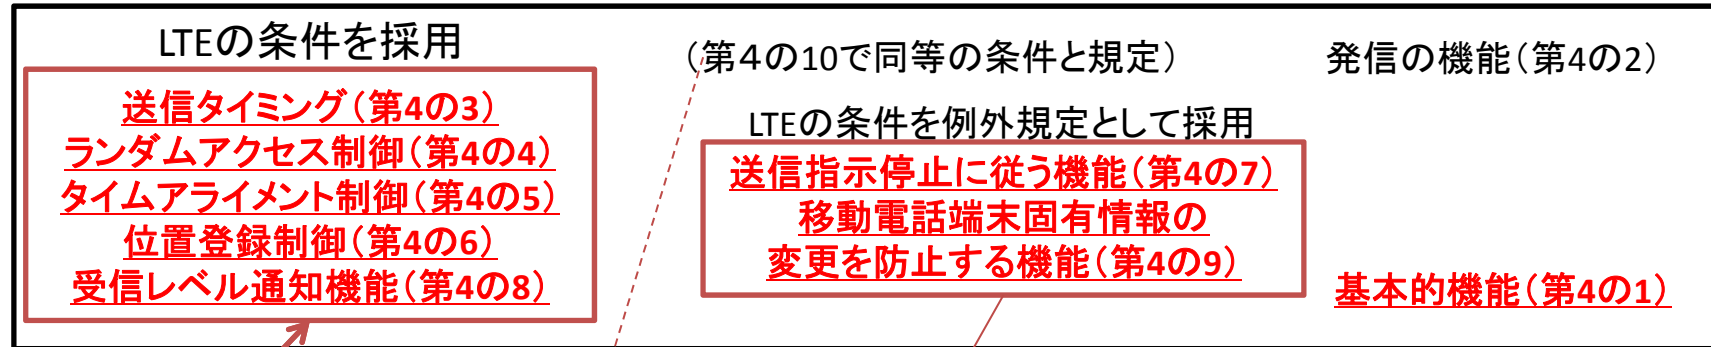 LTEの条件を採用
送信タイミング(第4の3)
ランダムアクセス制御(第4の4)
タイムアライメント制御(第4の5)
位置登録制御(第4の6)
受信レベル通知機能(第4の8)
(第4の10で同等の条件と規定)
LTEの条件を例外規定として採用
送信指示停止に従う機能(第4の7)
移動電話端末固有情報の
変更を防止する機能(第4の9)
発信の機能(第4の2)
基本的機能(第4の1)